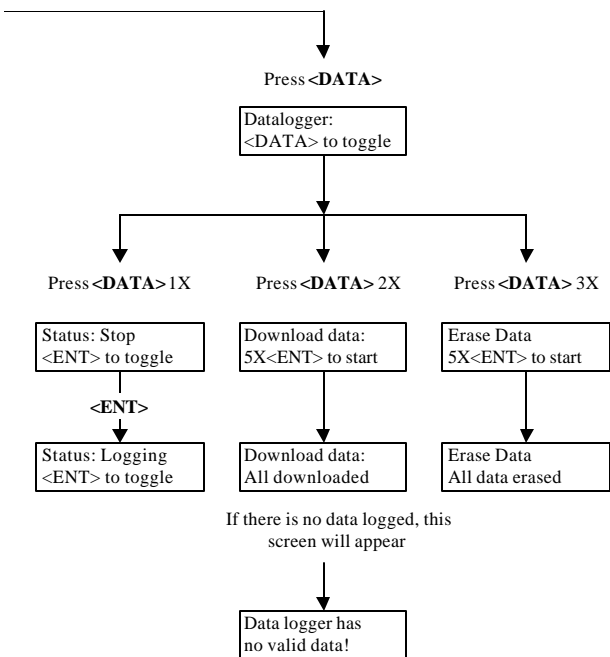 Press <DATA>
Datalogger:
<DATA> to toggle
Press <DATA> 1X
Press <DATA> 2X
Press <DATA> 3X
Status: Stop
<ENT> to toggle
Download data:
5X<ENT> to start
Erase Data
5X<ENT> to start
<ENT>
Status: Logging
<ENT> to toggle
Download data:
All downloaded
Erase Data
All data erased
If there is no data logged, this
screen will appear
Data logger has
no valid data!